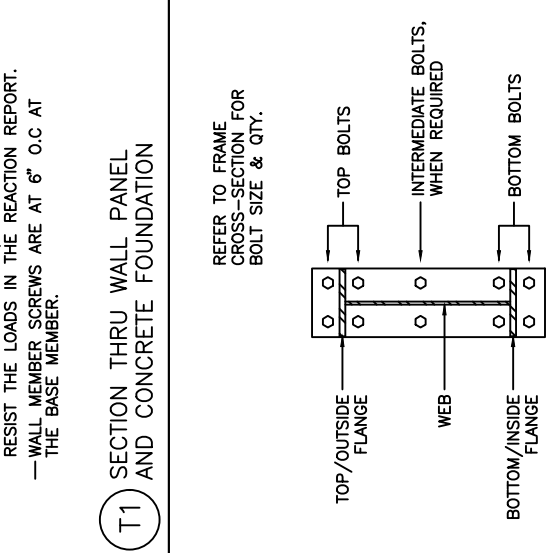 RESIST THE LOADS IN THE REACTION REPORT.
—WALL MEMBER SCREWS ARE AT 6" O.C AT
THE BASE MEMBER.
T1
SECTION THRU WALL PANEL
AND CONCRETE FOUNDATION
REFER TO FRAME
CROSS-SECTION FOR
BOLT SIZE & QTY.
TOP BOLTS
INTERMEDIATE BOLTS,
WHEN REQUIRED
BOTTOM BOLTS
TOP/OUTSIDE
FLANGE
WEB
BOTTOM/INSIDE
FLANGE